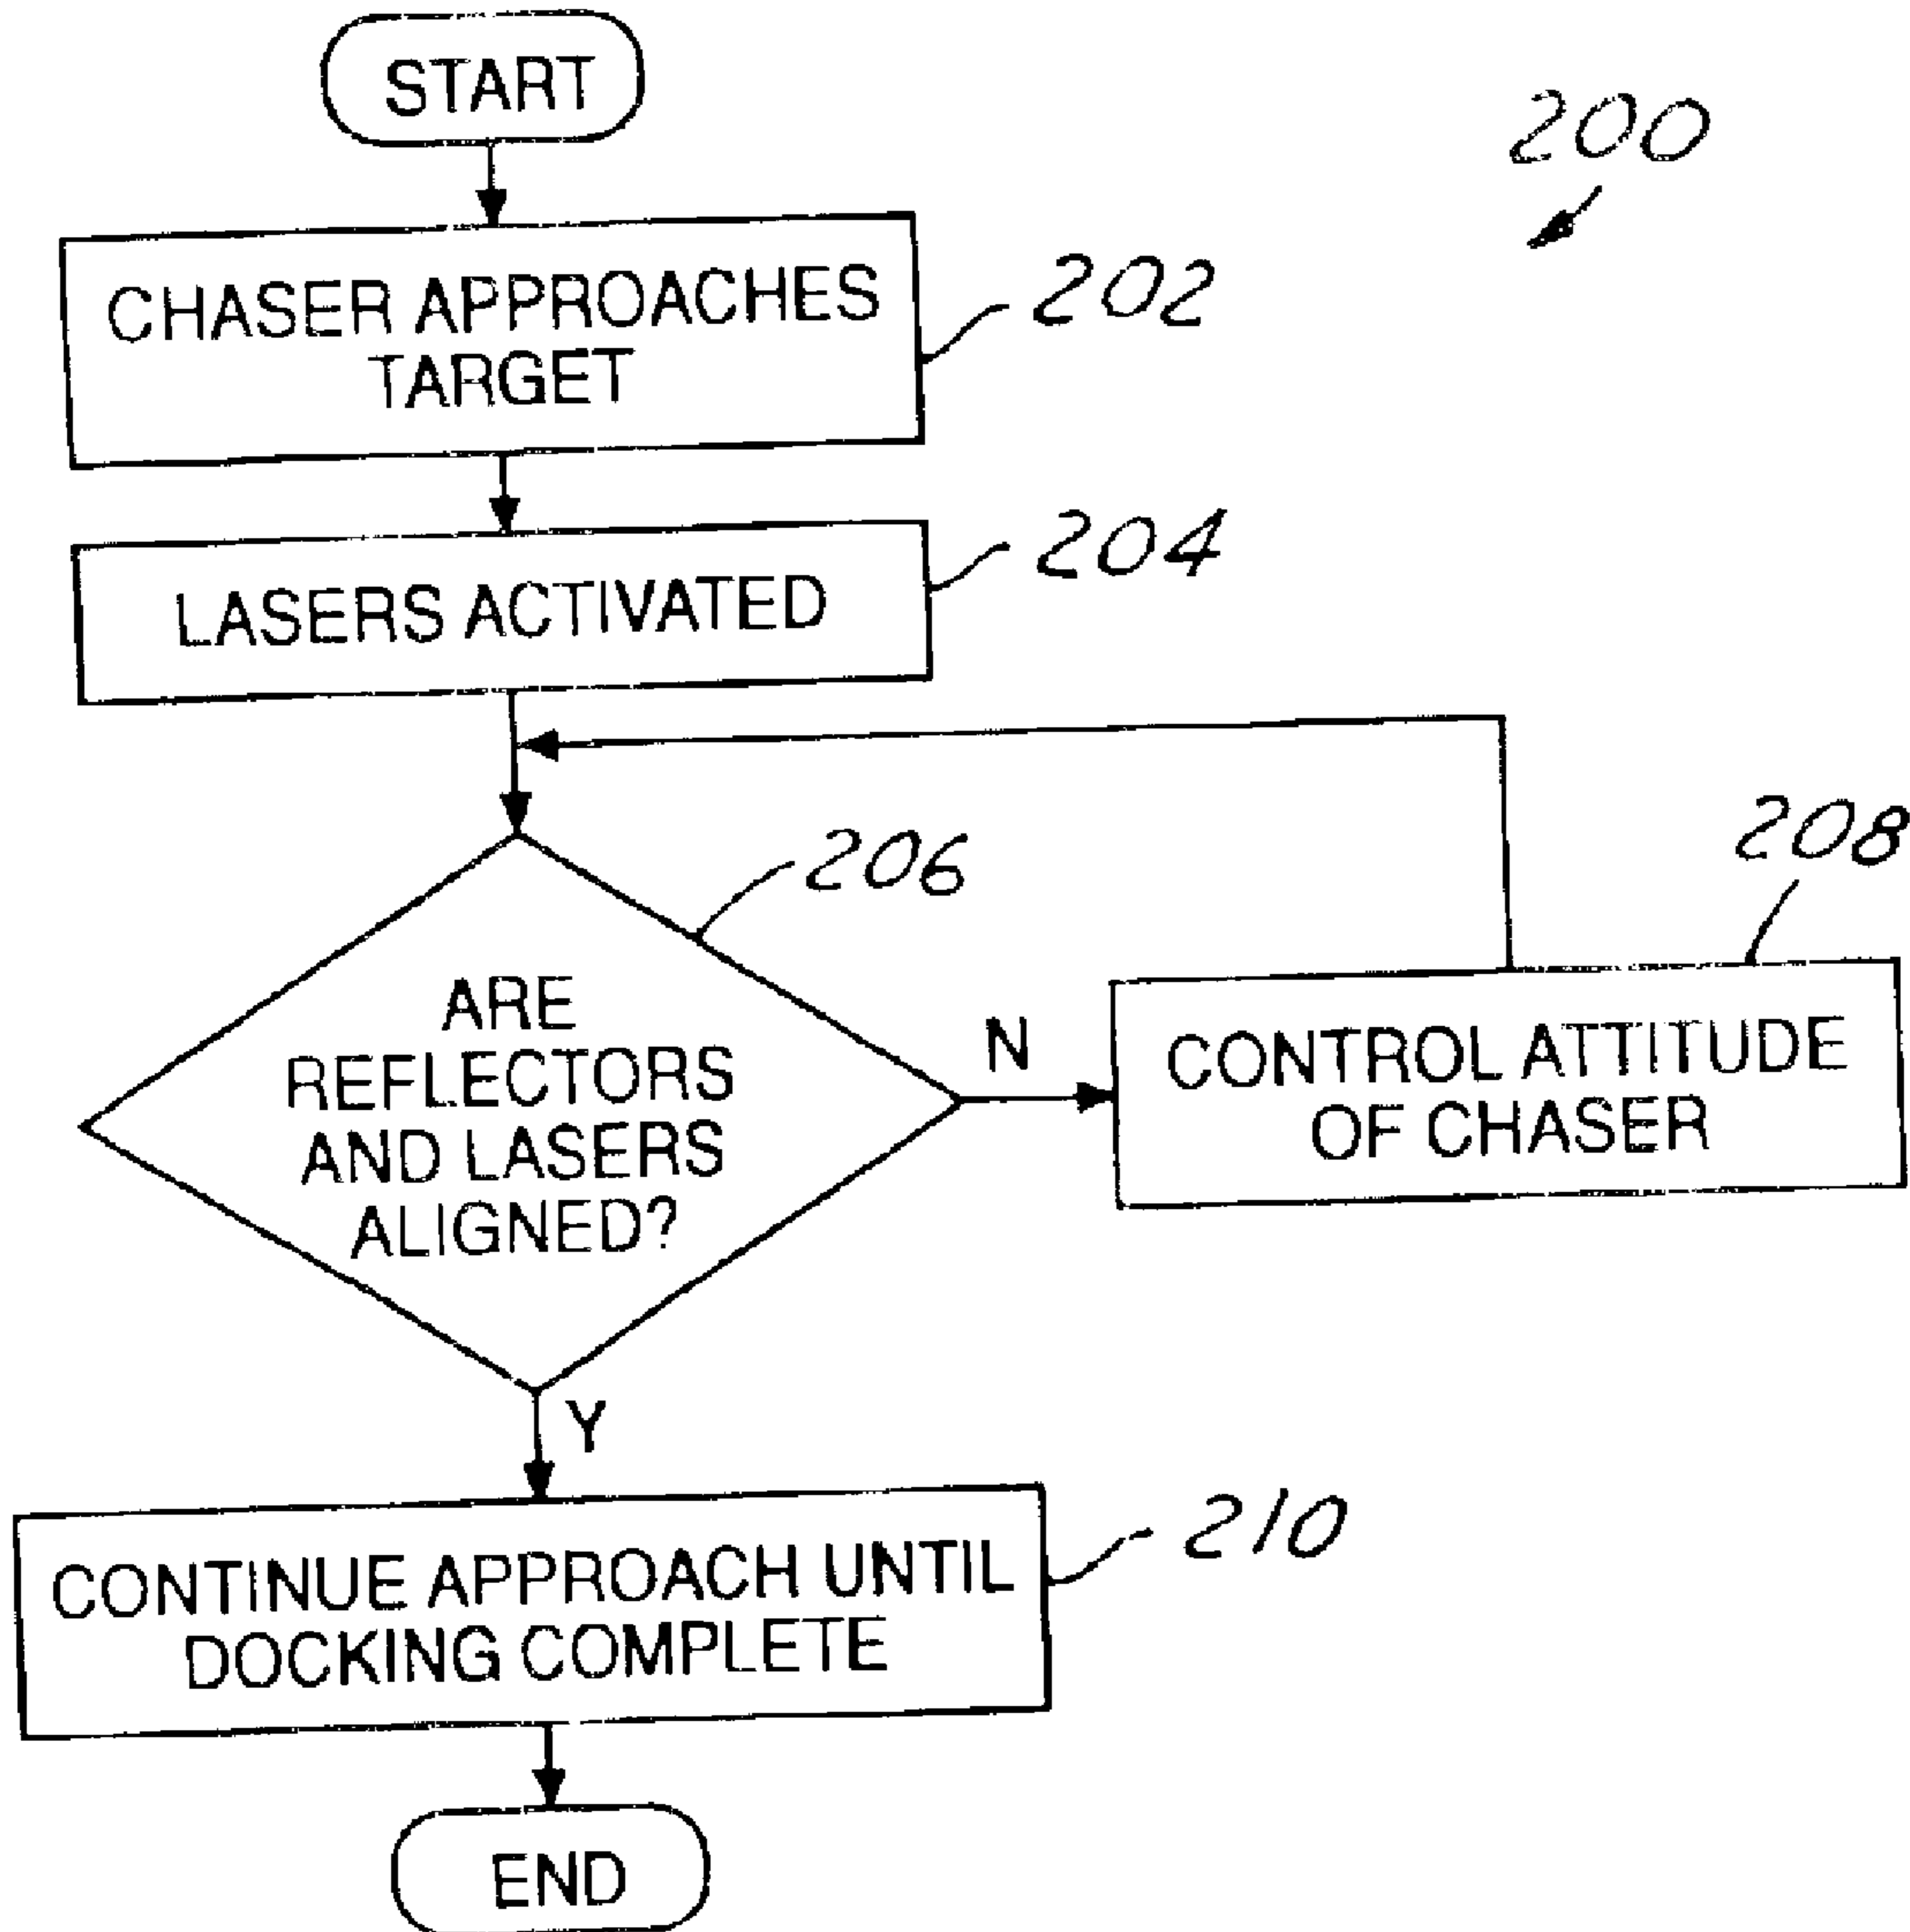 START
200
CHASER APPROACHES
TARGET
202
LASERS ACTIVATED
204
206
ARE
REFLECTORS
AND LASERS
ALIGNED?
N
208
CONTROL ATTITUDE
OF CHASER
Y
CONTINUE APPROACH UNTIL
DOCKING COMPLETE
210
END